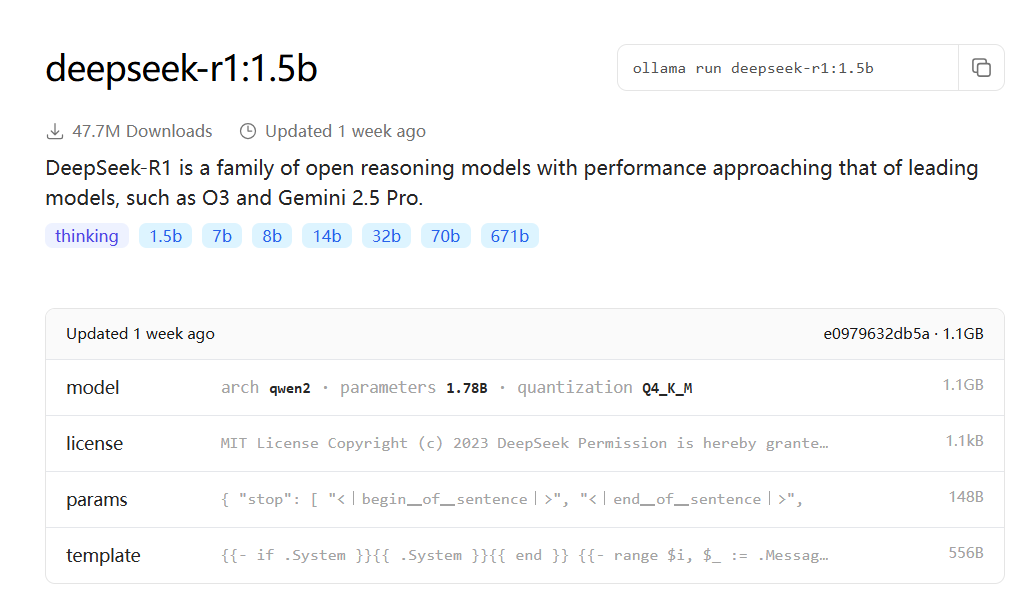 deepseek-r1:1.5b
ollama run deepseek-r1:1.5b
47.7M Downloads Updated 1 week ago
DeepSeek-R1 is a family of open reasoning models with performance approaching that of leading
models, such as O3 and Gemini 2.5 Pro.
thinking 1.5b 7b 8b 14b 32b 70b 671b
Updated 1 week ago e0979632db5a · 1.1GB
model arch qwen2 · parameters 1.78B · quantization Q4_K_M 1.1GB
license MIT License Copyright (c) 2023 DeepSeek Permission is hereby grante… 1.1kB
params { "stop": [ "<｜begin▁of▁sentence｜>", "<｜end▁of▁sentence｜>", 148B
template {{- if .System }}{{ .System }}{{ end }} {{- range $i, $_ := .Messag… 556B